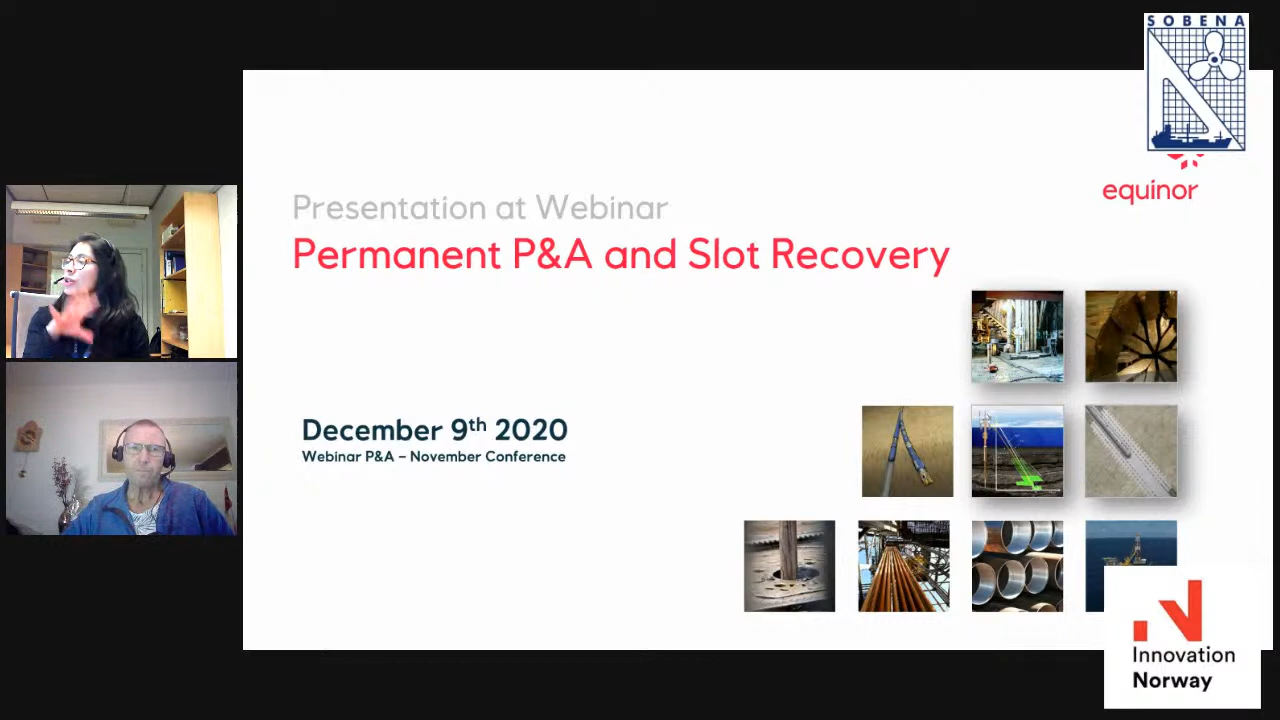 SOBENA
equinor
Presentation at Webinar
Permanent P&A and Slot Recovery
December 9th 2020
Webinar P&A – November Conference
Innovation
Norway